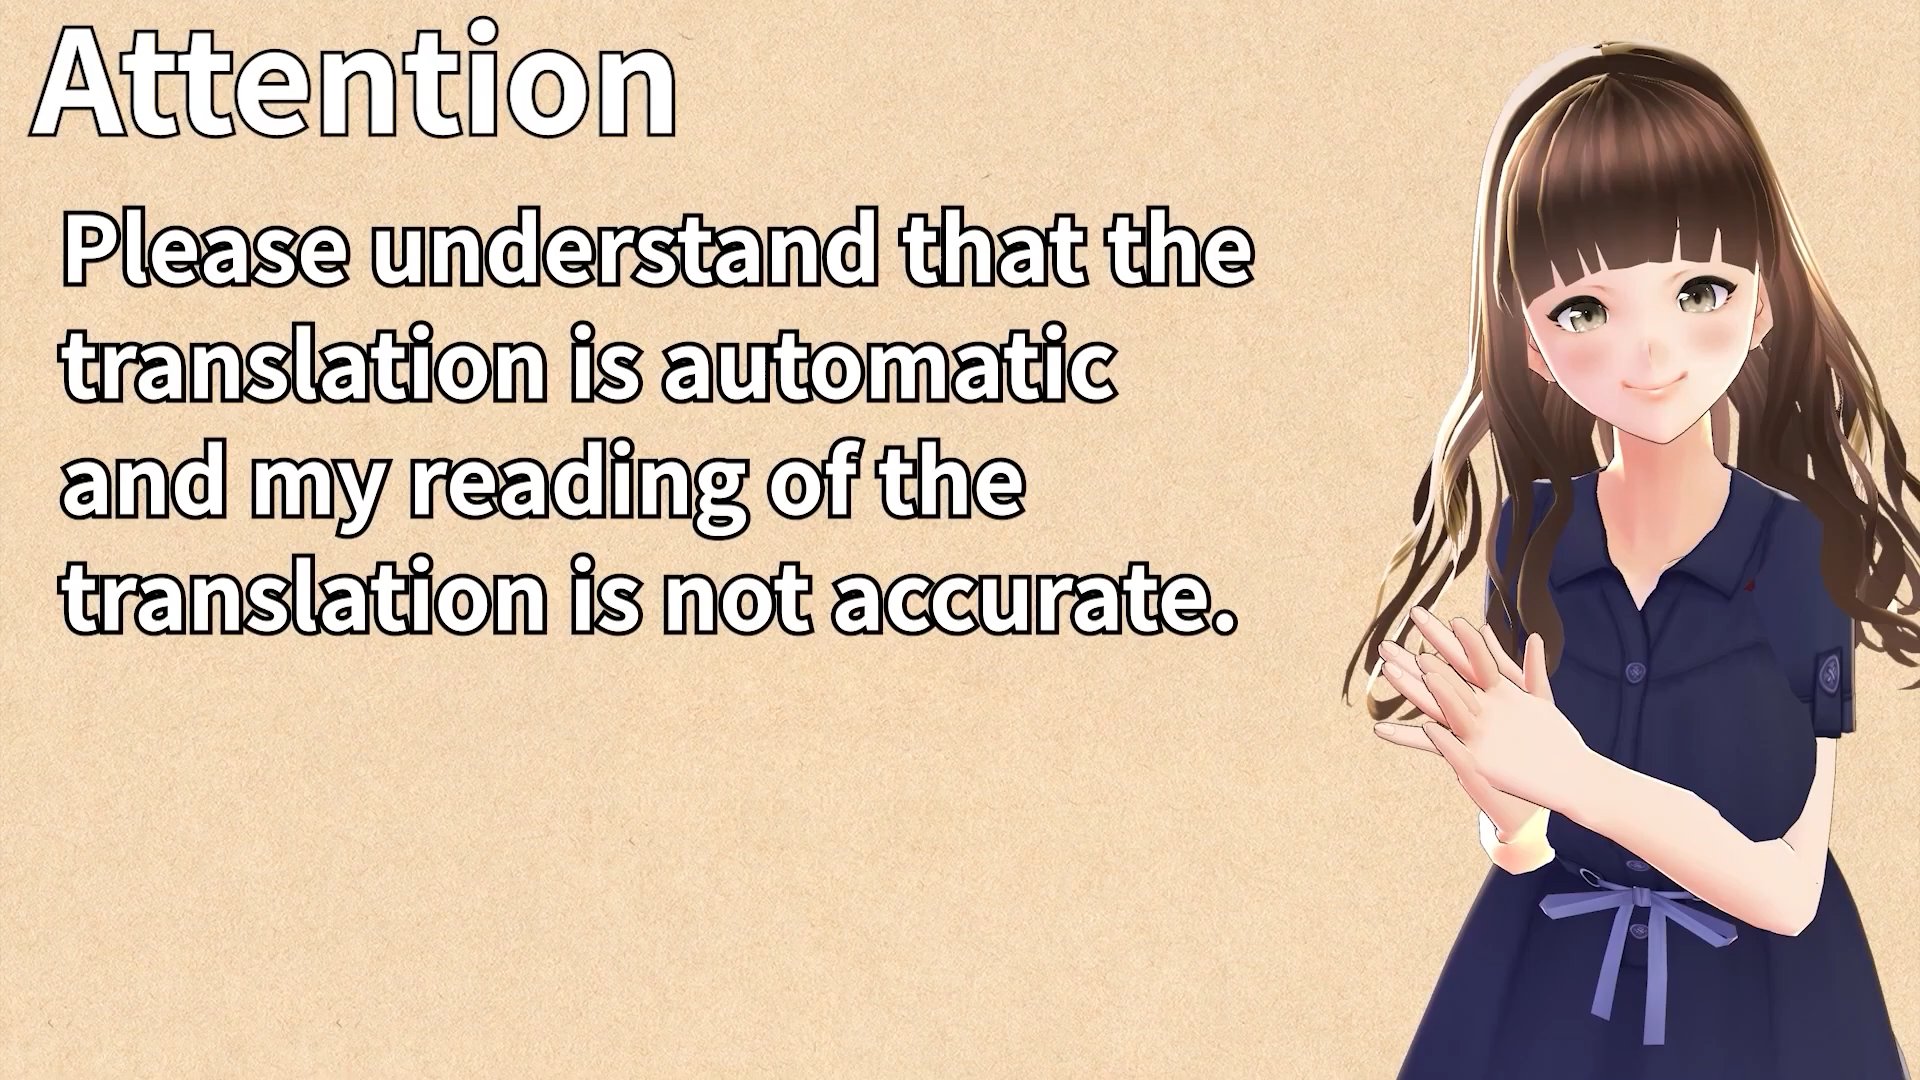 Attention
Please understand that the
translation is automatic
and my reading of the
translation is not accurate.